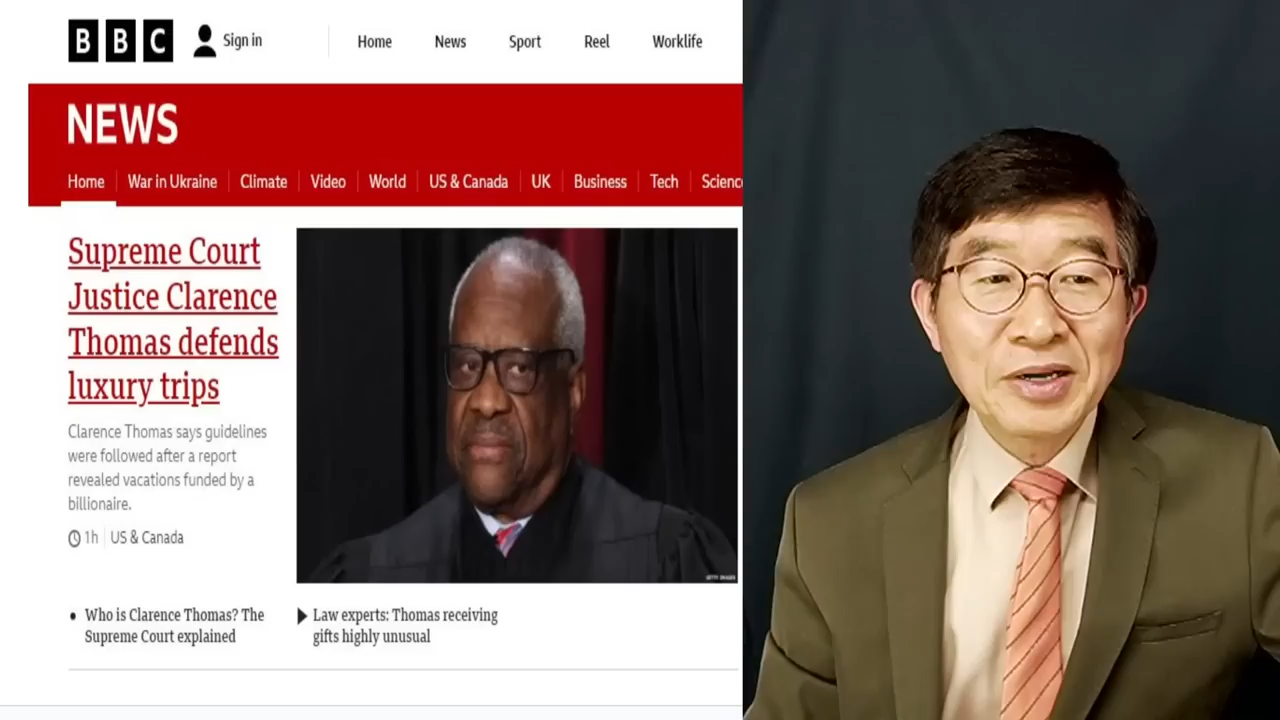 BBC Sign in Home News Sport Reel Worklife
NEWS
Home War in Ukraine Climate Video World US & Canada UK Business Tech Science
Supreme Court
Justice Clarence
Thomas defends
luxury trips
Clarence Thomas says guidelines
were followed after a report
revealed vacations funded by a
billionaire.
1h US & Canada
GETTY IMAGES
Who is Clarence Thomas? The
Supreme Court explained
Law experts: Thomas receiving
gifts highly unusual